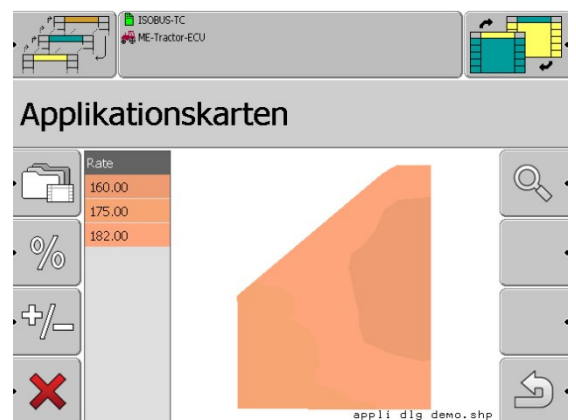 ISOBUS-TC
ME-Tractor-ECU
Applikationskarten
Rate
160.00
175.00
182.00
%
+/-
appli dlg demo.shp